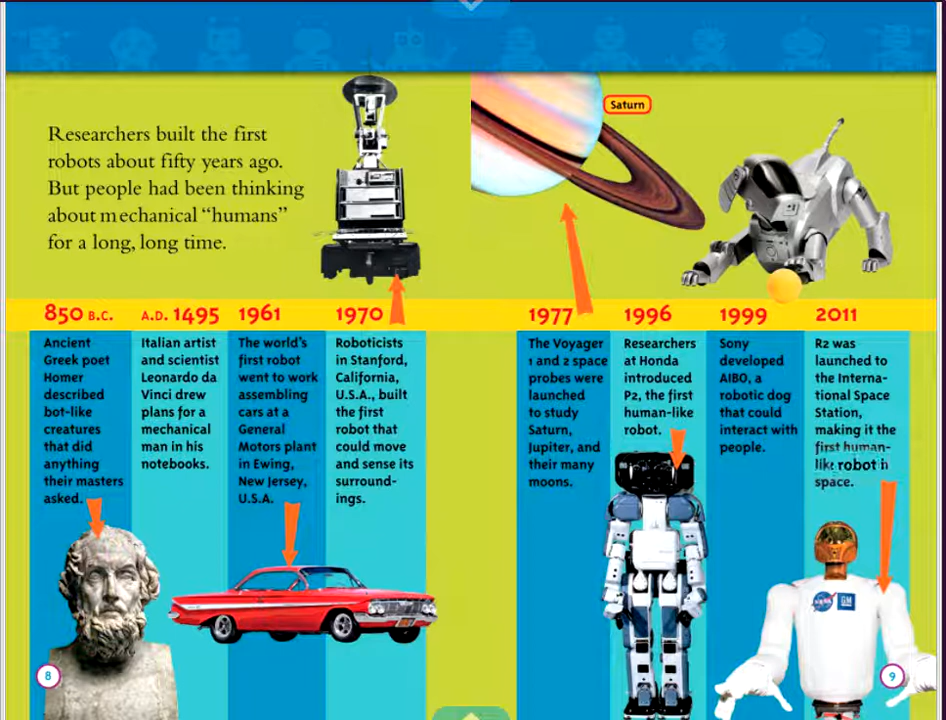 Researchers built the first
robots about fifty years ago.
But people had been thinking
about mechanical “humans”
for a long, long time.
Saturn
850 B.C.
Ancient
Greek poet
Homer
described
bot-like
creatures
that did
anything
their masters
asked.
A.D. 1495
Italian artist
and scientist
Leonardo da
Vinci drew
plans for a
mechanical
man in his
notebooks.
1961
The world's
first robot
went to work
assembling
cars at a
General
Motors plant
in Ewing,
New Jersey,
U.S.A.
1970
Roboticists
in Stanford,
California,
U.S.A., built
the first
robot that
could move
and sense its
surround-
ings.
1977
The Voyager
1 and 2 space
probes were
launched
to study
Saturn,
Jupiter, and
their many
moons.
1996
Researchers
at Honda
introduced
P2, the first
human-like
robot.
1999
Sony
developed
AIBO, a
robotic dog
that could
interact with
people.
2011
R2 was
launched to
the Interna-
tional Space
Station,
making it the
first human-
like robot in
space.
NASA
GM
8
9